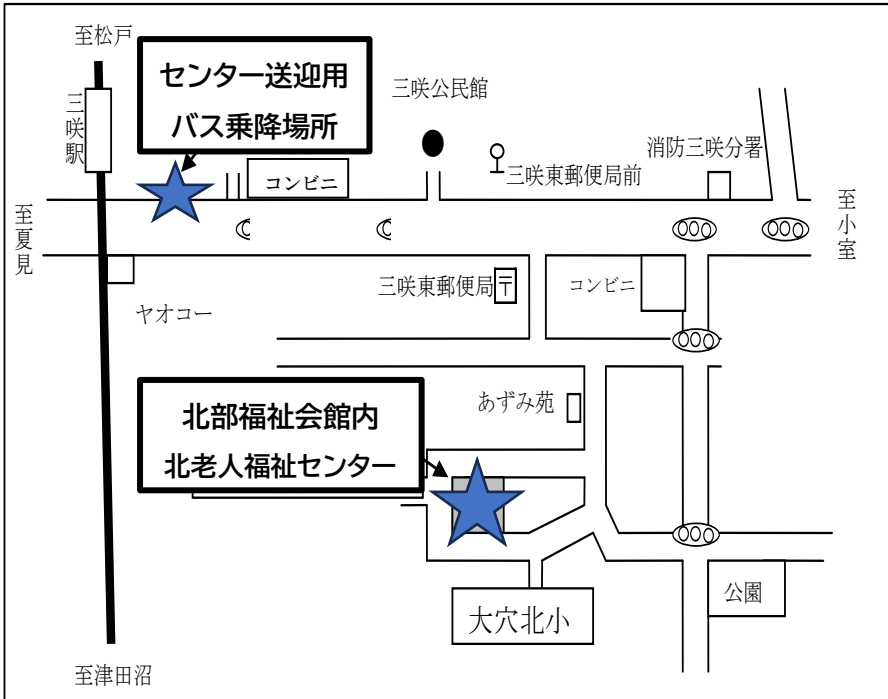 至松戸
センター送迎用
バス乗降場所
三咲駅
三咲公民館
三咲東郵便局前
消防三咲分署
コンビニ
至夏見
至小室
ヤオコー
三咲東郵便局
〒
コンビニ
北部福祉会館内
北老人福祉センター
あずみ苑
大穴北小
公園
至津田沼